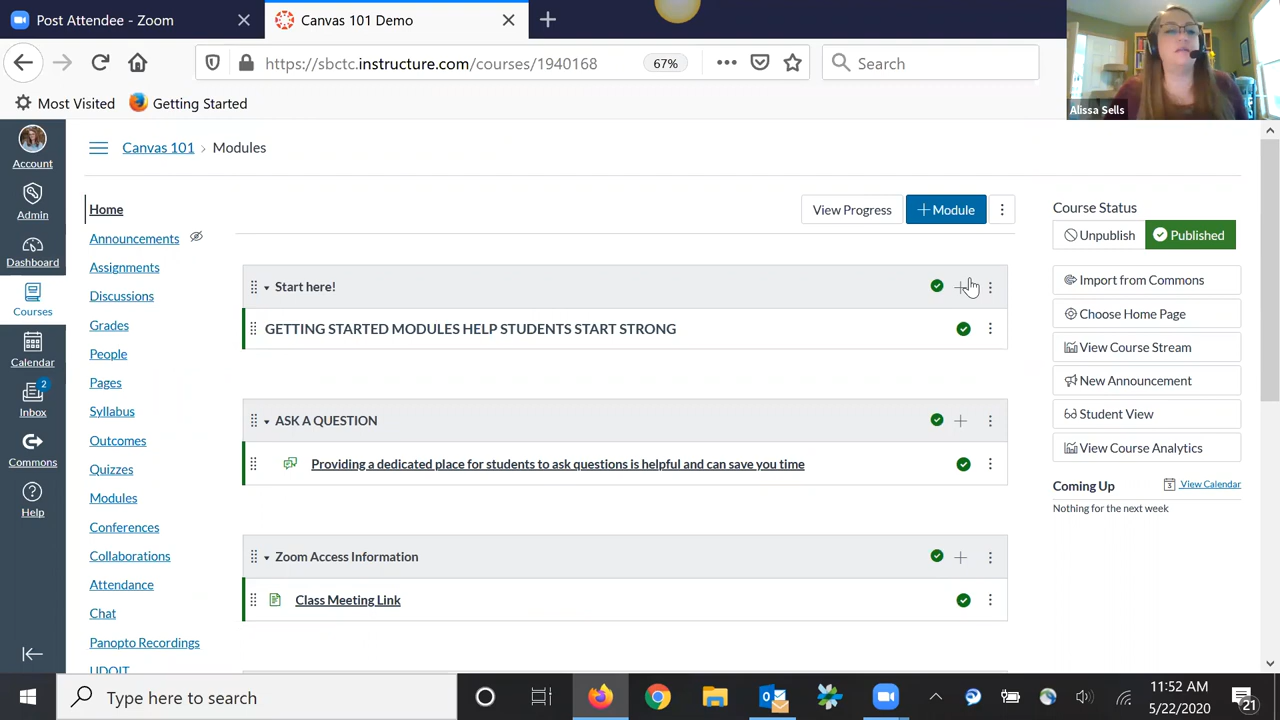 Post Attendee - Zoom
Canvas 101 Demo
https://sbctc.instructure.com/courses/1940168
67%
Search
Alissa Sells
Most Visited
Getting Started
Account
Admin
Dashboard
Courses
Calendar
2
Inbox
Commons
Help
Canvas 101 › Modules
Home
Announcements
Assignments
Discussions
Grades
People
Pages
Syllabus
Outcomes
Quizzes
Modules
Conferences
Collaborations
Attendance
Chat
Panopto Recordings
UDOIT
View Progress
+ Module
Start here!
GETTING STARTED MODULES HELP STUDENTS START STRONG
ASK A QUESTION
Providing a dedicated place for students to ask questions is helpful and can save you time
Zoom Access Information
Class Meeting Link
Course Status
Unpublish
Published
Import from Commons
Choose Home Page
View Course Stream
New Announcement
Student View
View Course Analytics
Coming Up
3
View Calendar
Nothing for the next week
Type here to search
11:52 AM
5/22/2020
21